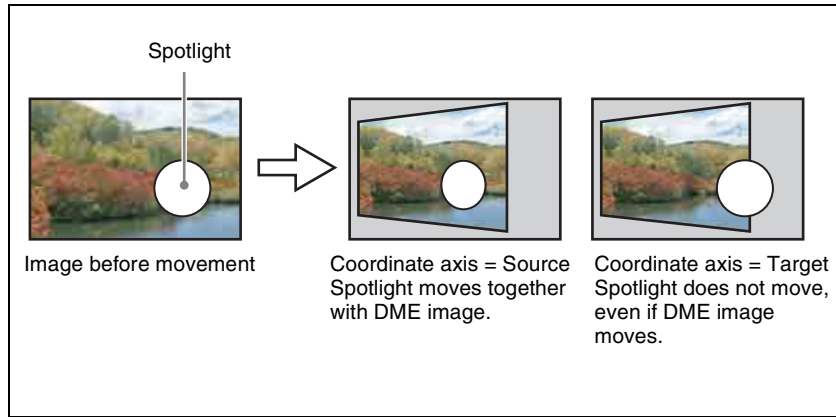 Spotlight
Image before movement
Coordinate axis = Source
Spotlight moves together
with DME image.
Coordinate axis = Target
Spotlight does not move,
even if DME image
moves.